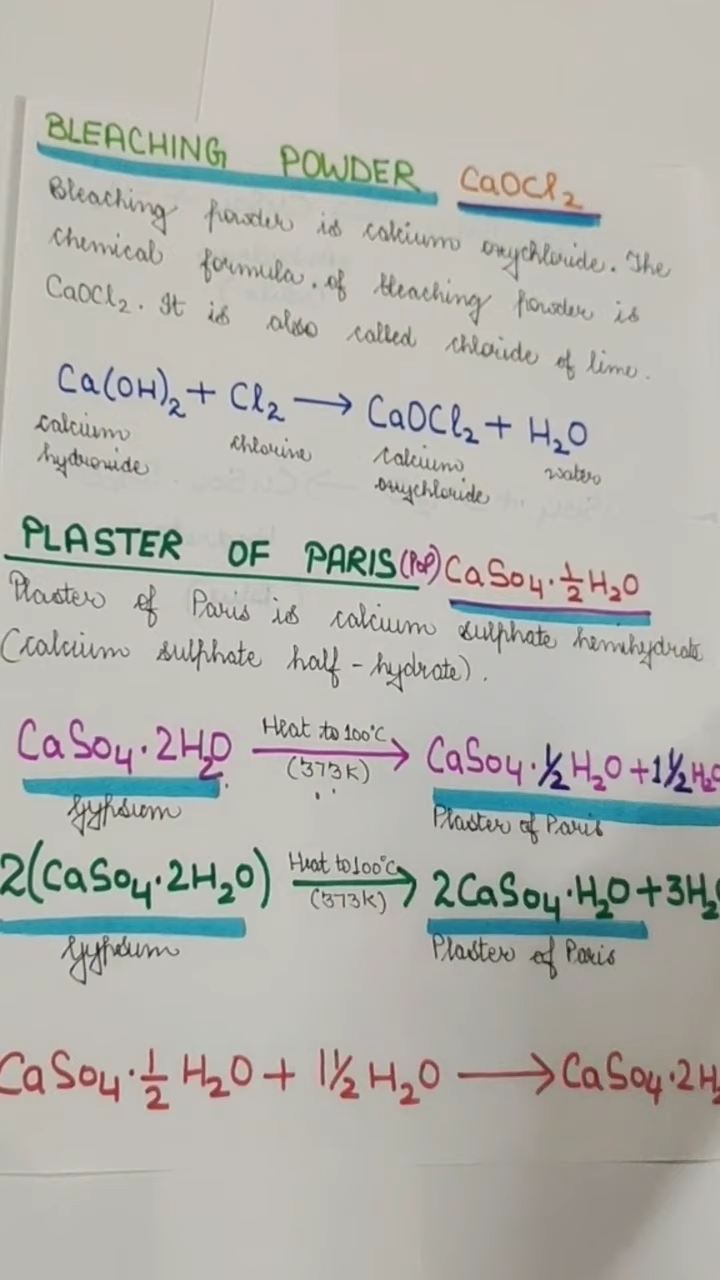 BLEACHING POWDER CaOCl₂
Bleaching powder is calcium oxychloride. The
chemical formula. of bleaching powder is
CaOCl₂. It is also called chloride of lime.
Ca(OH)₂ + Cl₂ ⟶ CaOCl₂ + H₂O
calcium hydroxide chlorine calcium oxychloride water
PLASTER OF PARIS (POP) CaSo₄·½H₂O
Plaster of Paris is calcium sulphate hemihydrate
(calcium sulphate half-hydrate).
CaSo₄·2H₂O Heat to 100°C (373K) ⟶ CaSo₄·½H₂O + 1½H₂O
Gypsum Plaster of Paris
2(CaSo₄·2H₂O) Heat to 100°C (373K) ⟶ 2CaSo₄·H₂O + 3H₂
Gypsum Plaster of Paris
CaSo₄·½H₂O + 1½H₂O ⟶ CaSo₄·2H₂